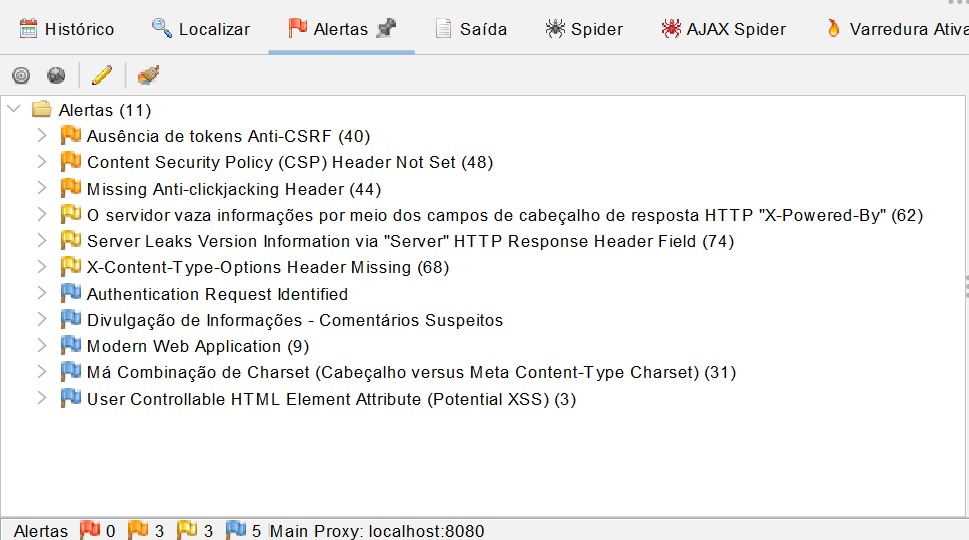 Histórico Localizar Alertas Saída Spider AJAX Spider Varredura Ativa
Alertas (11)
Ausência de tokens Anti-CSRF (40)
Content Security Policy (CSP) Header Not Set (48)
Missing Anti-clickjacking Header (44)
O servidor vaza informações por meio dos campos de cabeçalho de resposta HTTP "X-Powered-By" (62)
Server Leaks Version Information via "Server" HTTP Response Header Field (74)
X-Content-Type-Options Header Missing (68)
Authentication Request Identified
Divulgação de Informações - Comentários Suspeitos
Modern Web Application (9)
Má Combinação de Charset (Cabeçalho versus Meta Content-Type Charset) (31)
User Controllable HTML Element Attribute (Potential XSS) (3)
Alertas 0 3 3 5 Main Proxy: localhost:8080